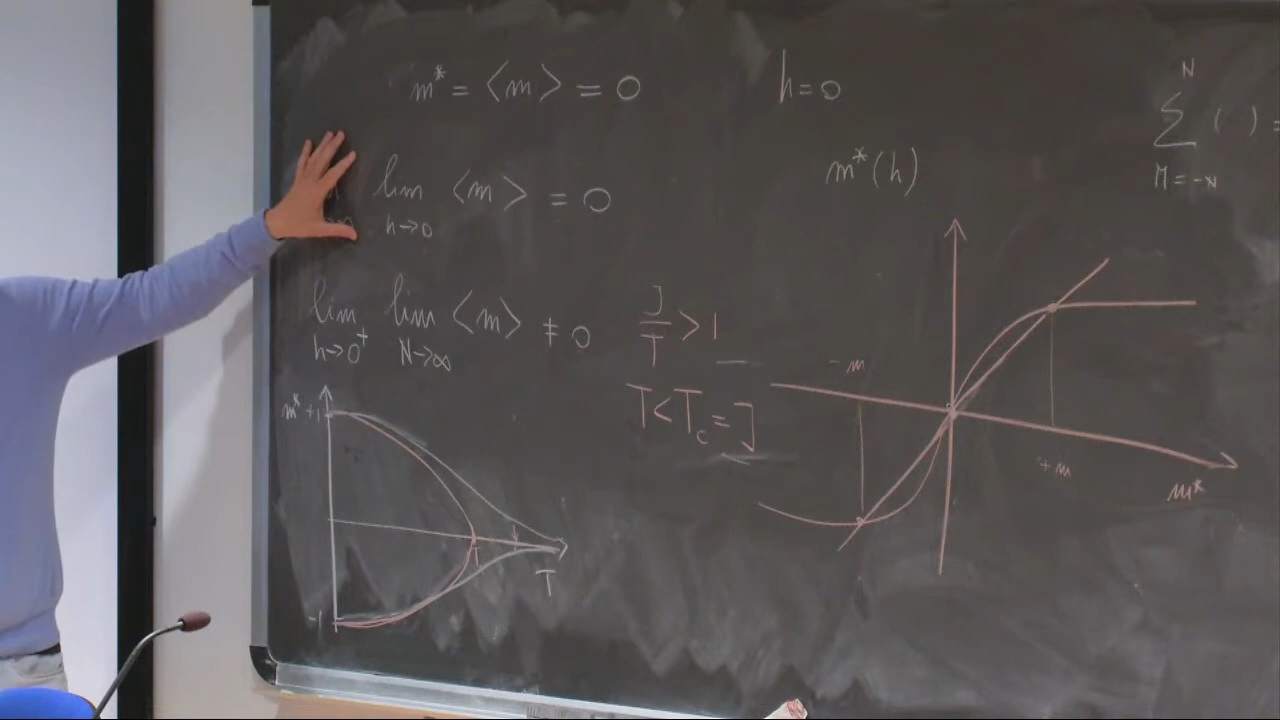 m* = ⟨m⟩ = 0
h=0
N
∑ ( ) =
M=-N
m*(h)
lim ⟨m⟩ = 0
h→0
lim lim ⟨m⟩ ≠ 0
h→0⁺ N→∞
J/T > 1
T<T_c=J
m* +1
-1
T
-m
+m
m*